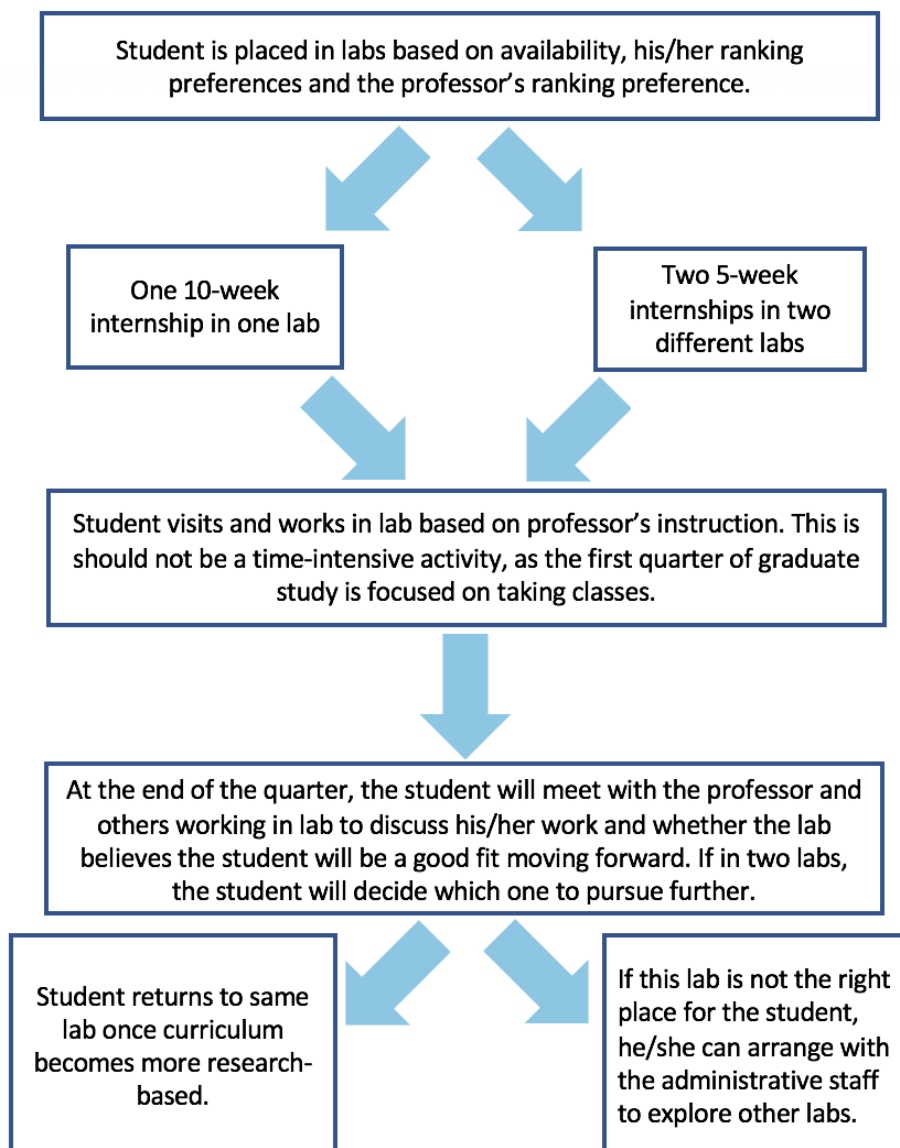 Student is placed in labs based on availability, his/her ranking
preferences and the professor’s ranking preference.
One 10-week
internship in one lab
Two 5-week
internships in two
different labs
Student visits and works in lab based on professor’s instruction. This is
should not be a time-intensive activity, as the first quarter of graduate
study is focused on taking classes.
At the end of the quarter, the student will meet with the professor and
others working in lab to discuss his/her work and whether the lab
believes the student will be a good fit moving forward. If in two labs,
the student will decide which one to pursue further.
Student returns to same
lab once curriculum
becomes more research-
based.
If this lab is not the right
place for the student,
he/she can arrange with
the administrative staff
to explore other labs.